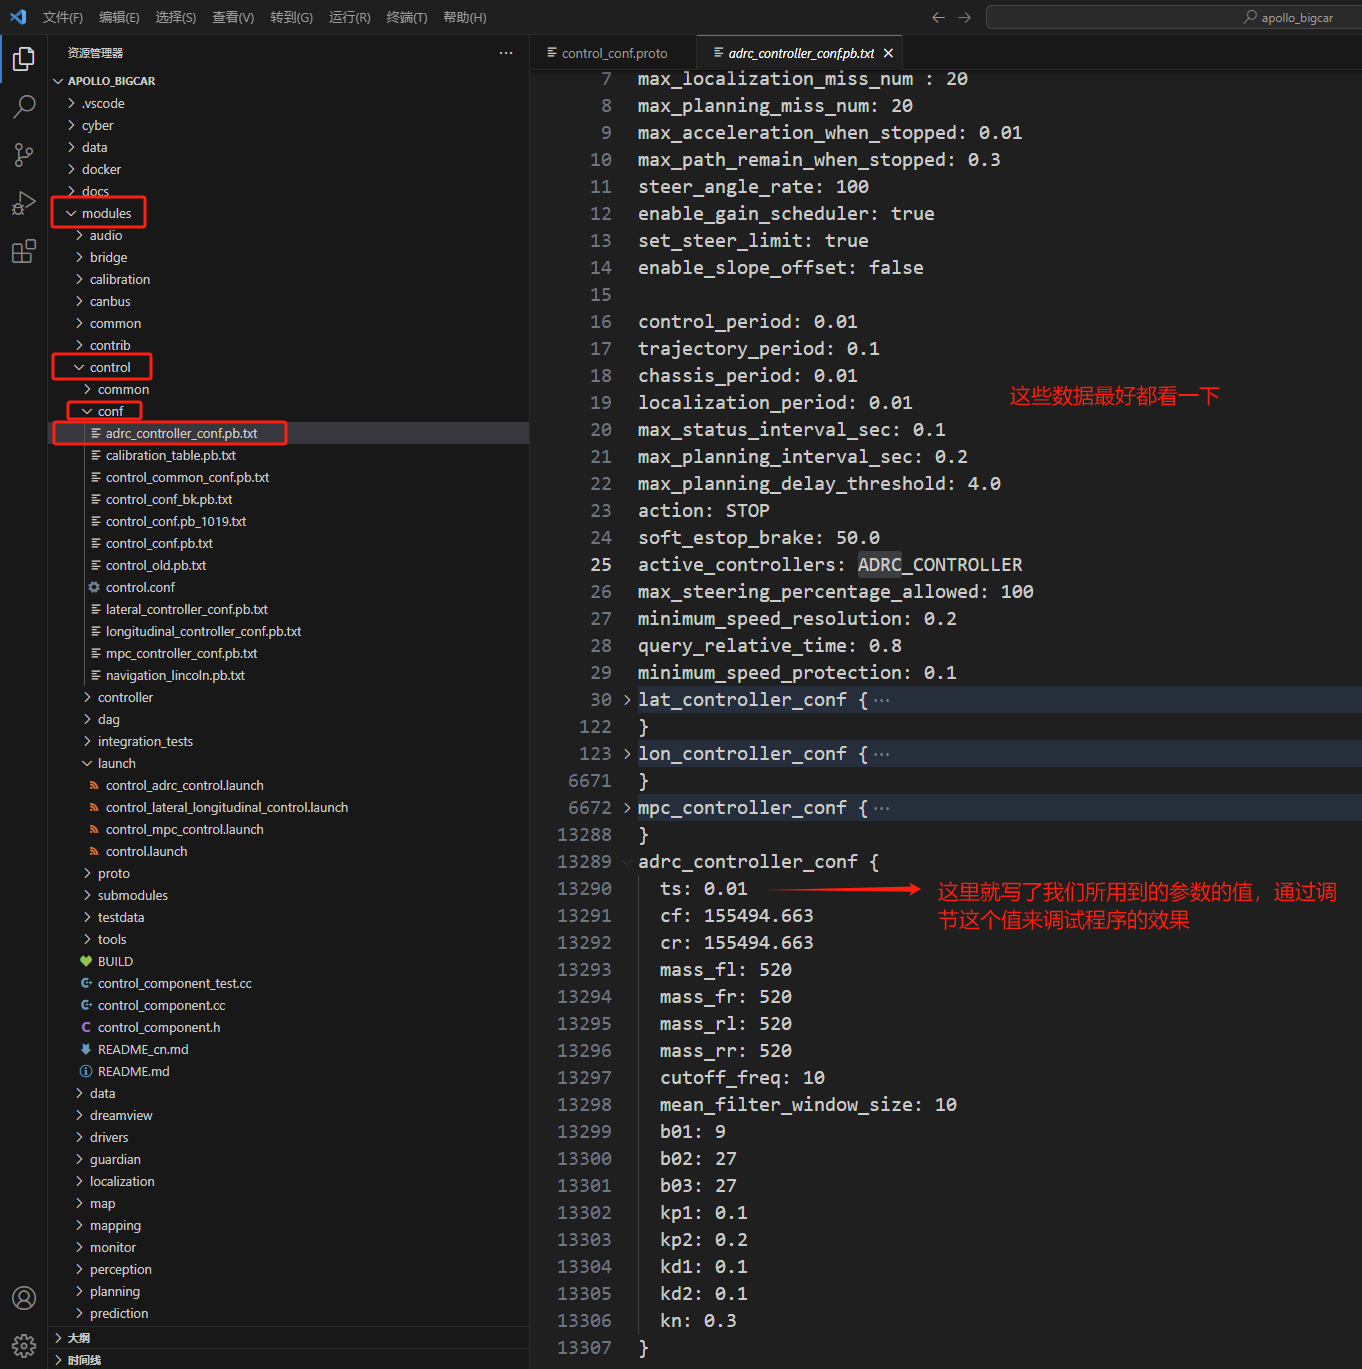 文件(F) 编辑(E) 选择(S) 查看(V) 转到(G) 运行(R) 终端(T) 帮助(H)
apollo_bigcar
资源管理器
APOLLO_BIGCAR
.vscode
cyber
data
docker
docs
modules
audio
bridge
calibration
canbus
common
contrib
control
common
conf
adrc_controller_conf.pb.txt
calibration_table.pb.txt
control_common_conf.pb.txt
control_conf_bk.pb.txt
control_conf.pb_1019.txt
control_conf.pb.txt
control_old.pb.txt
control.conf
lateral_controller_conf.pb.txt
longitudinal_controller_conf.pb.txt
mpc_controller_conf.pb.txt
navigation_lincoln.pb.txt
controller
dag
integration_tests
launch
control_adrc_control.launch
control_lateral_longitudinal_control.launch
control_mpc_control.launch
control.launch
proto
submodules
testdata
tools
BUILD
control_component_test.cc
control_component.cc
control_component.h
README_cn.md
README.md
data
dreamview
drivers
guardian
localization
map
mapping
monitor
perception
planning
prediction
大纲
时间线
control_conf.proto
adrc_controller_conf.pb.txt
7 max_localization_miss_num : 20
8 max_planning_miss_num: 20
9 max_acceleration_when_stopped: 0.01
10 max_path_remain_when_stopped: 0.3
11 steer_angle_rate: 100
12 enable_gain_scheduler: true
13 set_steer_limit: true
14 enable_slope_offset: false
15
16 control_period: 0.01
17 trajectory_period: 0.1
18 chassis_period: 0.01
19 localization_period: 0.01
20 max_status_interval_sec: 0.1
21 max_planning_interval_sec: 0.2
22 max_planning_delay_threshold: 4.0
23 action: STOP
24 soft_estop_brake: 50.0
25 active_controllers: ADRC_CONTROLLER
26 max_steering_percentage_allowed: 100
27 minimum_speed_resolution: 0.2
28 query_relative_time: 0.8
29 minimum_speed_protection: 0.1
30 lat_controller_conf {···
122 }
123 lon_controller_conf {···
6671 }
6672 mpc_controller_conf {···
13288 }
13289 adrc_controller_conf {
13290 ts: 0.01
13291 cf: 155494.663
13292 cr: 155494.663
13293 mass_fl: 520
13294 mass_fr: 520
13295 mass_rl: 520
13296 mass_rr: 520
13297 cutoff_freq: 10
13298 mean_filter_window_size: 10
13299 b01: 9
13300 b02: 27
13301 b03: 27
13302 kp1: 0.1
13303 kp2: 0.2
13304 kd1: 0.1
13305 kd2: 0.1
13306 kn: 0.3
13307 }
这些数据最好都看一下
这里就写了我们所用到的参数的值，通过调
节这个值来调试程序的效果